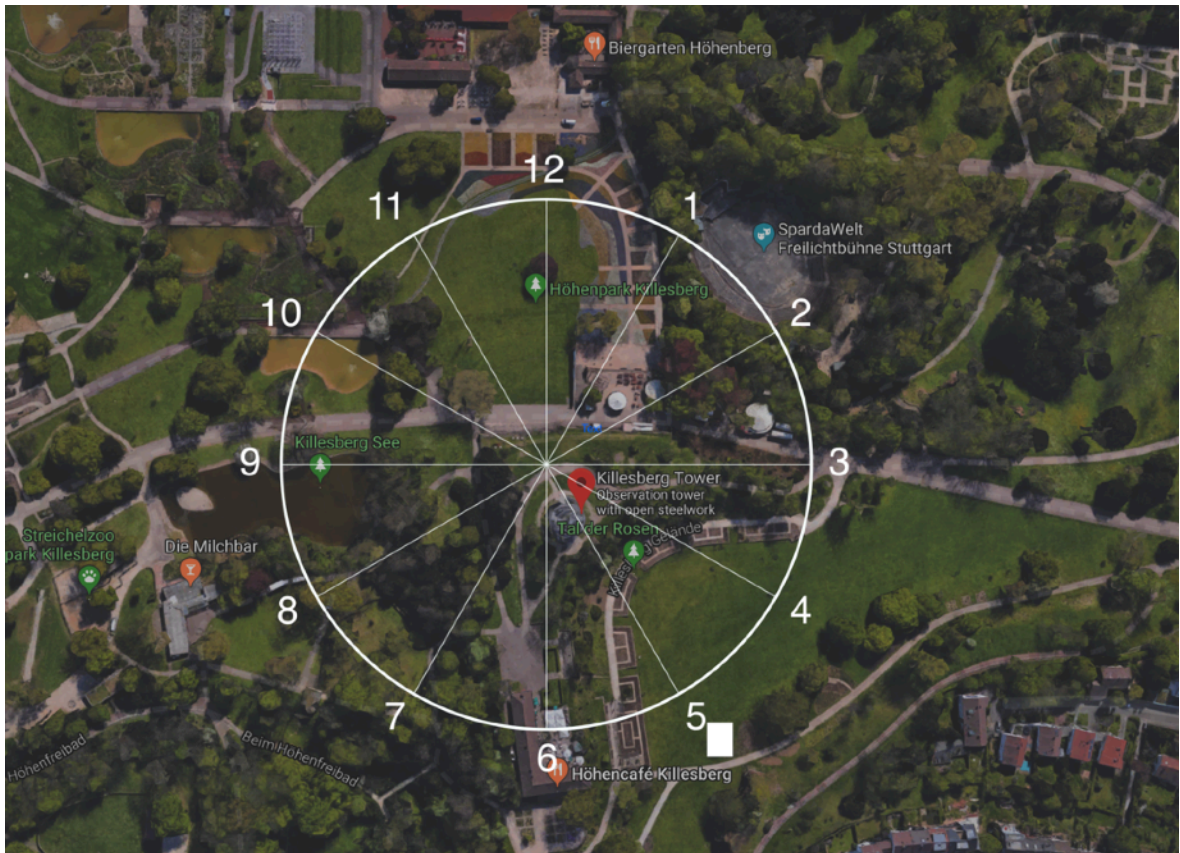 Biergarten Höhenberg
12
11
1
SpardaWelt
Freilichtbühne Stuttgart
Höhenpark Killesberg
10
2
Killesberg See
9
3
Killesberg Tower
Observation tower
with open steelwork
Tal der Rosen
Streichelzoo
park Killesberg
Die Milchbar
8
4
7
5
6
Höhencafé Killesberg
Höhenfreibad
Beim Höhenfreibad